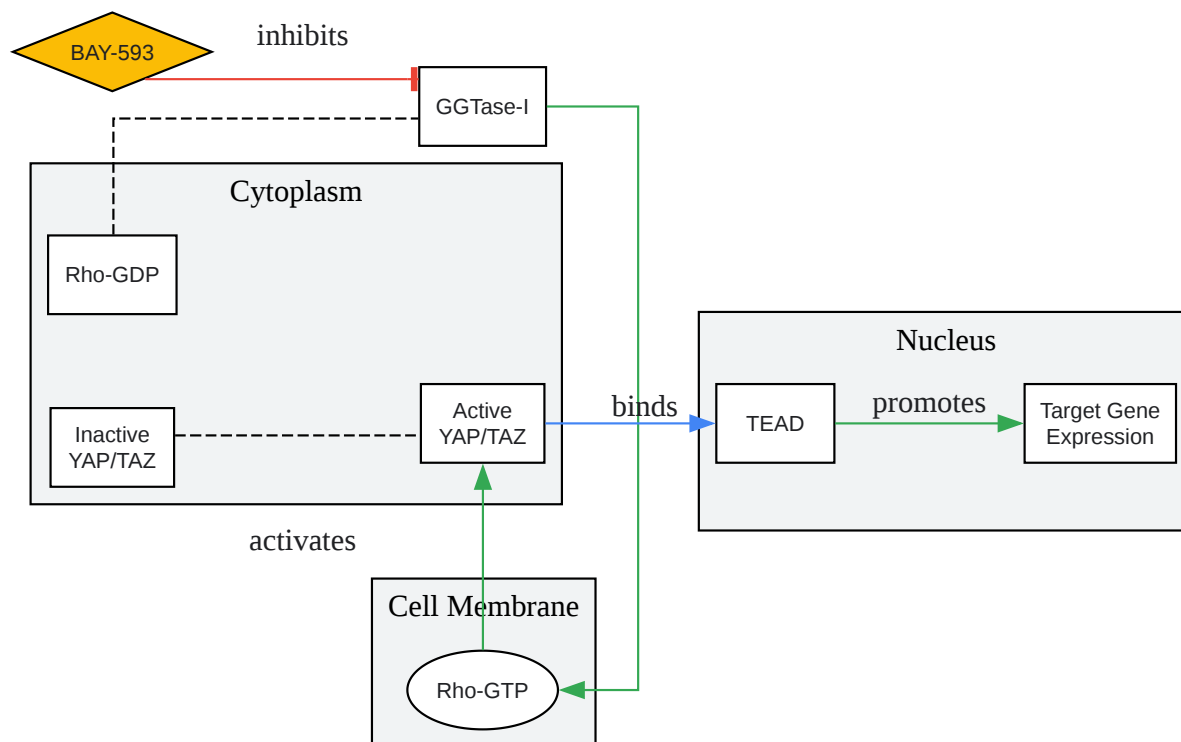 inhibits
BAY-593
GGTase-I
Cytoplasm
Rho-GDP
Nucleus
Active
YAP/TAZ
binds
TEAD
promotes
Target Gene
Expression
Inactive
YAP/TAZ
activates
Cell Membrane
Rho-GTP